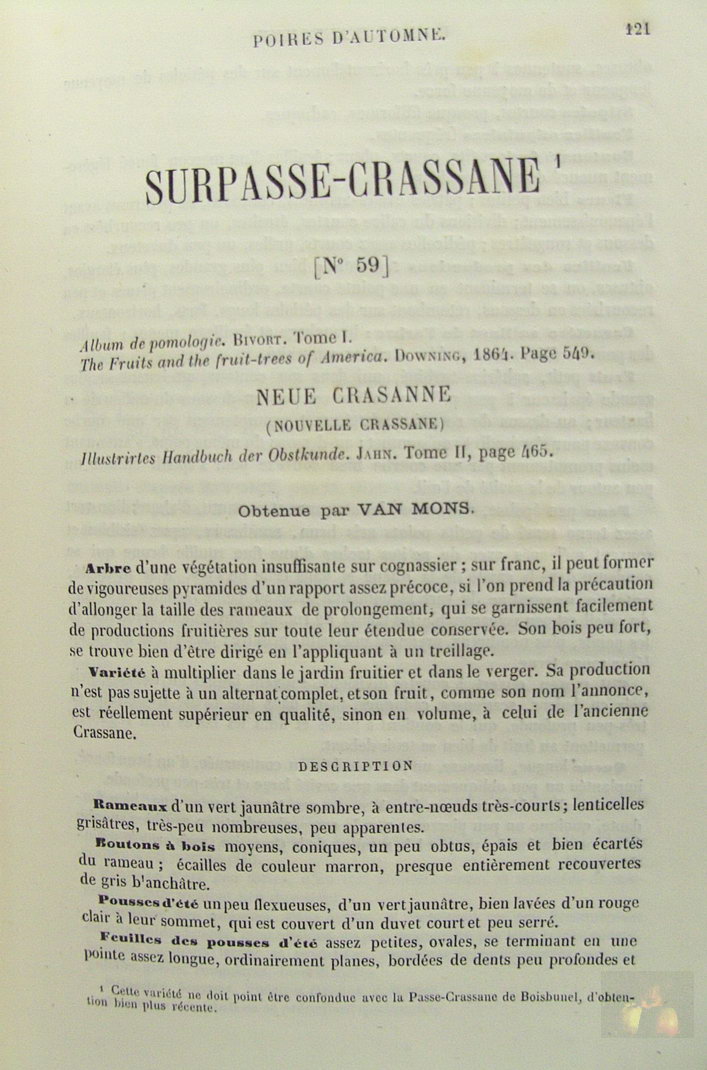 POIRES D'AUTOMNE.
121
SURPASSE-CRASSANE ¹
[N° 59]
Album de pomologie. BIVORT. Tome I.
The Fruits and the fruit-trees of America. DOWNING, 1864. Page 549.
NEUE CRASANNE
(NOUVELLE CRASSANE)
Illustrirtes Handbuch der Obstkunde. JAHN. Tome II, page 465.
Obtenue par VAN MONS.
Arbre d'une végétation insuffisante sur cognassier ; sur franc, il peut former
de vigoureuses pyramides d'un rapport assez précoce, si l'on prend la précaution
d'allonger la taille des rameaux de prolongement, qui se garnissent facilement
de productions fruitières sur toute leur étendue conservée. Son bois peu fort,
se trouve bien d'être dirigé en l'appliquant à un treillage.
Variété à multiplier dans le jardin fruitier et dans le verger. Sa production
n'est pas sujette à un alternat complet, et son fruit, comme son nom l'annonce,
est réellement supérieur en qualité, sinon en volume, à celui de l'ancienne
Crassane.
DESCRIPTION
Rameaux d'un vert jaunâtre sombre, à entre-nœuds très-courts ; lenticelles
grisâtres, très-peu nombreuses, peu apparentes.
Boutons à bois moyens, coniques, un peu obtus, épais et bien écartés
du rameau ; écailles de couleur marron, presque entièrement recouvertes
de gris b'anchâtre.
Pousses d'été un peu flexueuses, d'un vert jaunâtre, bien lavées d'un rouge
clair à leur sommet, qui est couvert d'un duvet court et peu serré.
Feuilles des pousses d'été assez petites, ovales, se terminant en une
pointe assez longue, ordinairement planes, bordées de dents peu profondes et
¹ Cette variété ne doit point être confondue avec la Passe-Crassane de Boisbunel, d'obten-
tion bien plus récente.